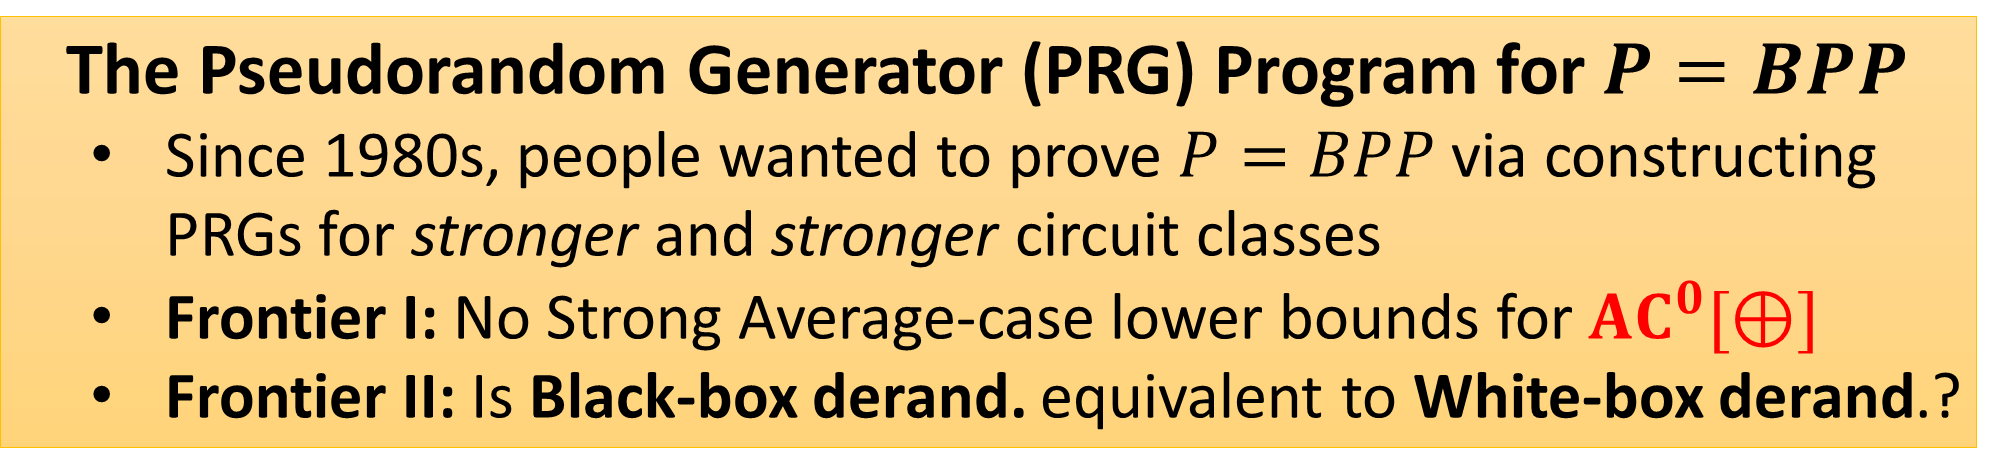 The Pseudorandom Generator (PRG) Program for 𝑷 = 𝑩𝑷𝑷
• Since 1980s, people wanted to prove 𝑃 = 𝐵𝑃𝑃 via constructing
PRGs for stronger and stronger circuit classes
• Frontier I: No Strong Average-case lower bounds for 𝐀𝐂⁰[⊕]
• Frontier II: Is Black-box derand. equivalent to White-box derand.?